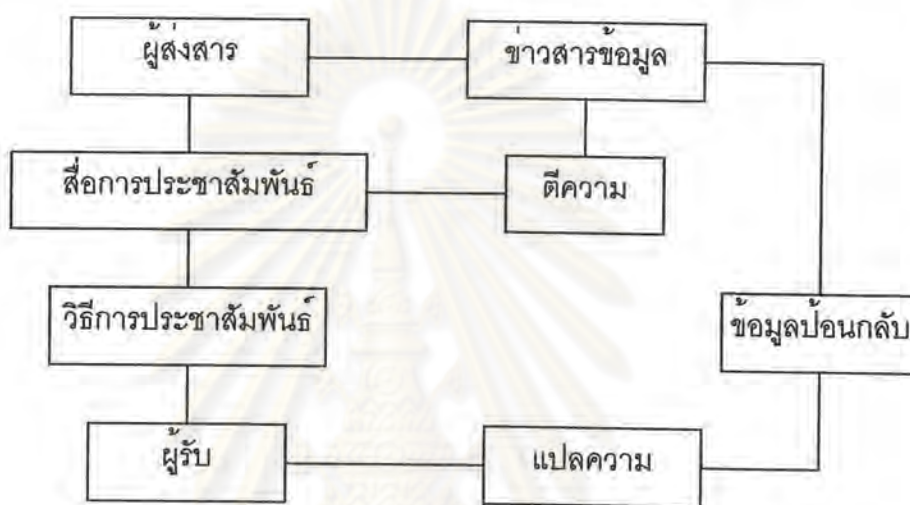 ผู้ส่งสาร
ข่าวสารข้อมูล
สื่อการประชาสัมพันธ์
ตีความ
วิธีการประชาสัมพันธ์
ข้อมูลป้อนกลับ
ผู้รับ
แปลความ